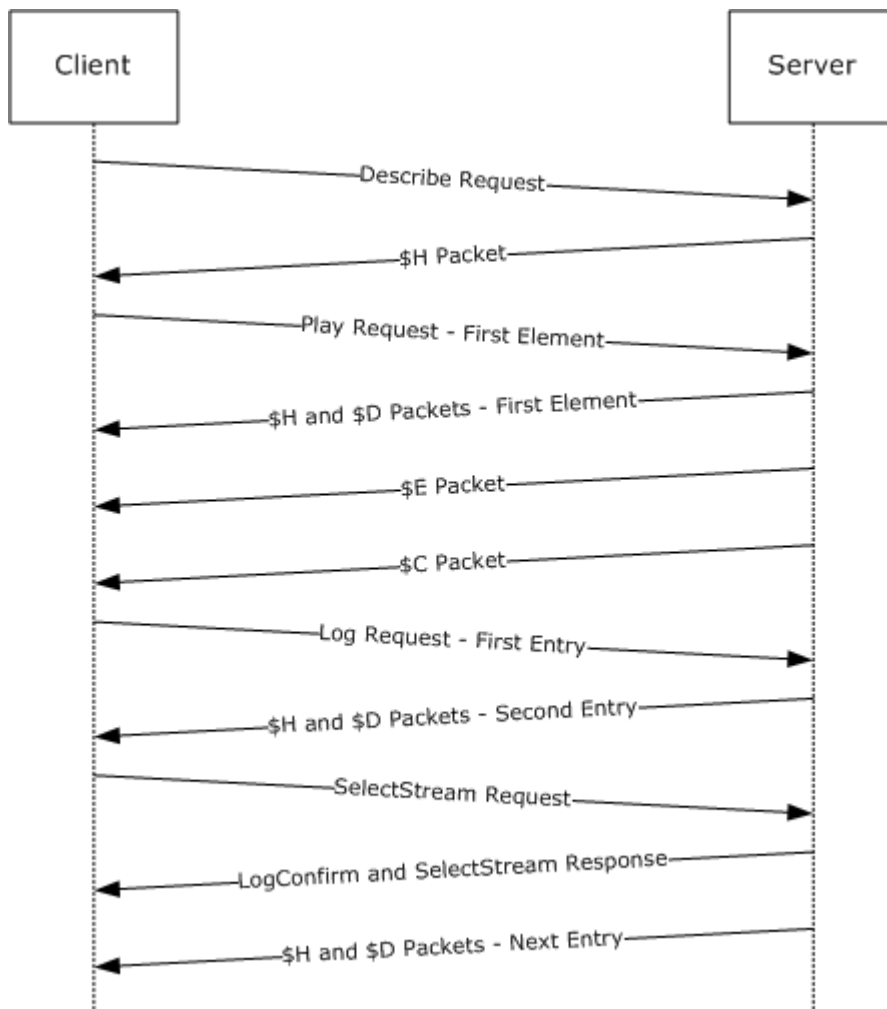 Client
Server
Describe Request
$H Packet
Play Request - First Element
$H and $D Packets - First Element
$E Packet
$C Packet
Log Request - First Entry
$H and $D Packets - Second Entry
SelectStream Request
LogConfirm and SelectStream Response
$H and $D Packets - Next Entry